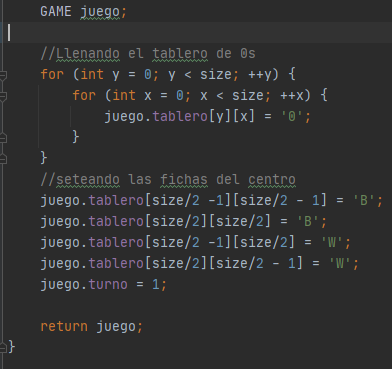 GAME juego;
//Llenando el tablero de 0s
for (int y = 0; y < size; ++y) {
for (int x = 0; x < size; ++x) {
juego.tablero[y][x] = '0';
}
}
//seteando las fichas del centro
juego.tablero[size/2 -1][size/2 - 1] = 'B';
juego.tablero[size/2][size/2] = 'B';
juego.tablero[size/2 -1][size/2] = 'W';
juego.tablero[size/2][size/2 - 1] = 'W';
juego.turno = 1;
return juego;
}